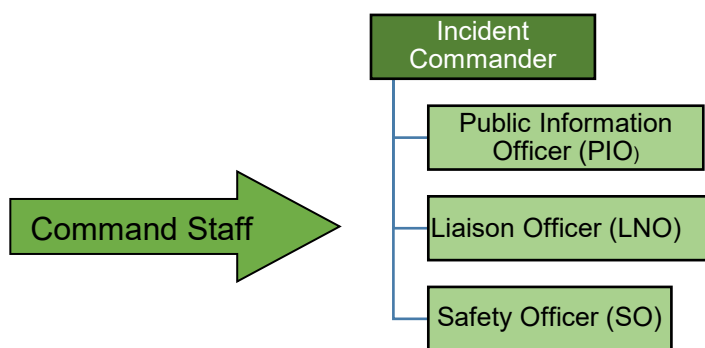 Incident
Commander
Public Information
Officer (PIO)
Command Staff
Liaison Officer (LNO)
Safety Officer (SO)